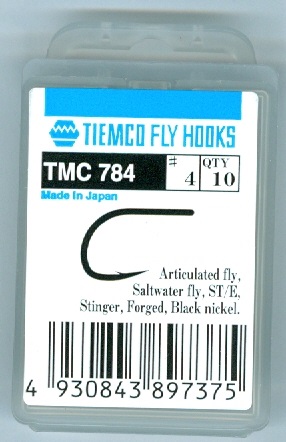 TIEMCO FLY HOOKS
TMC 784
# 4
QTY 10
Made in Japan
Articulated fly,
Saltwater fly, ST/E,
Stinger, Forged, Black nickel.
4 930843 897375